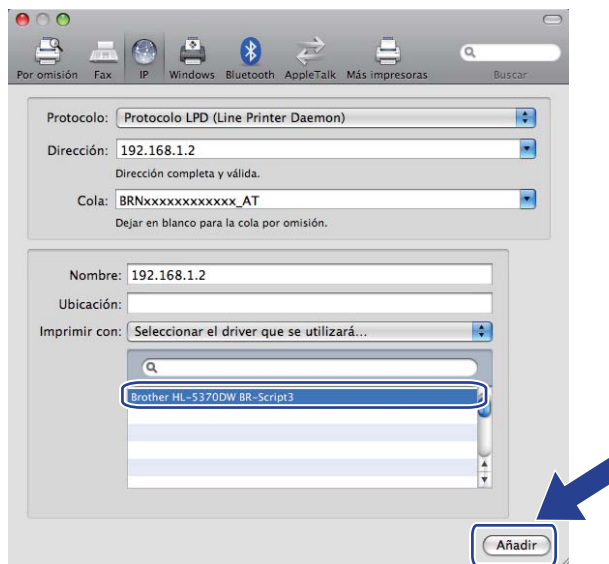 Por omisión Fax IP Windows Bluetooth AppleTalk Más impresoras Buscar
Protocolo: Protocolo LPD (Line Printer Daemon)
Dirección: 192.168.1.2
Dirección completa y válida.
Cola: BRNxxxxxxxxxxxx_AT
Dejar en blanco para la cola por omisión.
Nombre: 192.168.1.2
Ubicación:
Imprimir con: Seleccionar el driver que se utilizará...
Brother HL-5370DW BR-Script3
Añadir